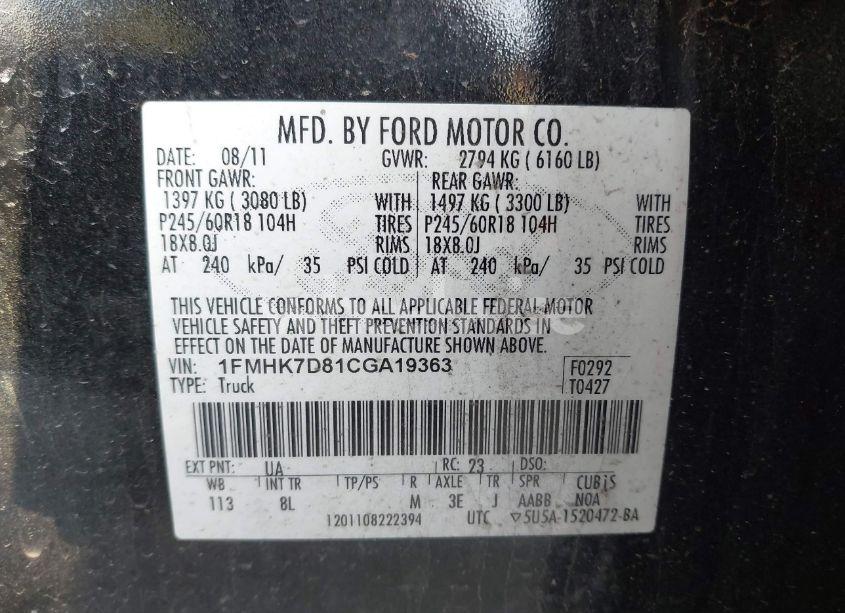 MFD. BY FORD MOTOR CO.
DATE: 08/11 GVWR: 2794 KG ( 6160 LB)
FRONT GAWR: REAR GAWR:
1397 KG ( 3080 LB) WITH 1497 KG ( 3300 LB) WITH
P245/60R18 104H TIRES P245/60R18 104H TIRES
18X8.0J RIMS 18X8.0J RIMS
AT 240 kPa/ 35 PSI COLD AT 240 kPa/ 35 PSI COLD
THIS VEHICLE CONFORMS TO ALL APPLICABLE FEDERAL MOTOR
VEHICLE SAFETY AND THEFT PREVENTION STANDARDS IN
EFFECT ON THE DATE OF MANUFACTURE SHOWN ABOVE.
VIN: 1FMHK7D81CGA19363 F0292
TYPE: Truck T0427
EXT PNT: UA RC: 23 DSO:
WB INT TR TP/PS R AXLE TR SPR CUBiS
113 8L M 3E J AABB NOA
1201108222394 UTC ▽5U5A-1520472-BA